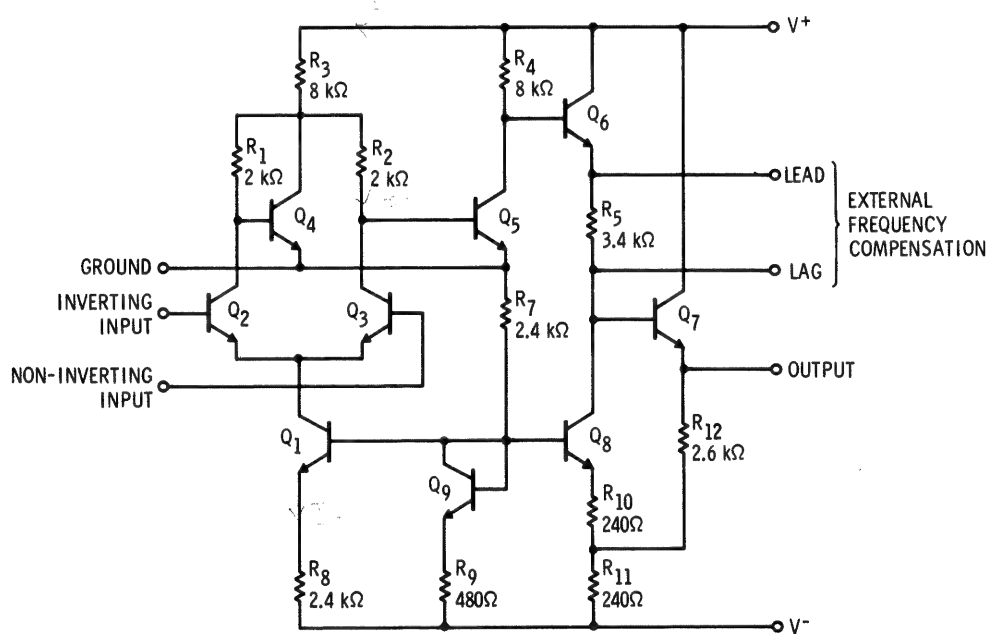 V+
R3
8 kΩ
R4
8 kΩ
Q6
R1
2 kΩ
R2
2 kΩ
LEAD
Q4
Q5
R5
3.4 kΩ
EXTERNAL
FREQUENCY
COMPENSATION
GROUND
LAG
INVERTING
INPUT
Q2
Q3
R7
2.4 kΩ
Q7
NON-INVERTING
INPUT
OUTPUT
Q1
Q8
R12
2.6 kΩ
Q9
R10
240Ω
R8
2.4 kΩ
R9
480Ω
R11
240Ω
V-